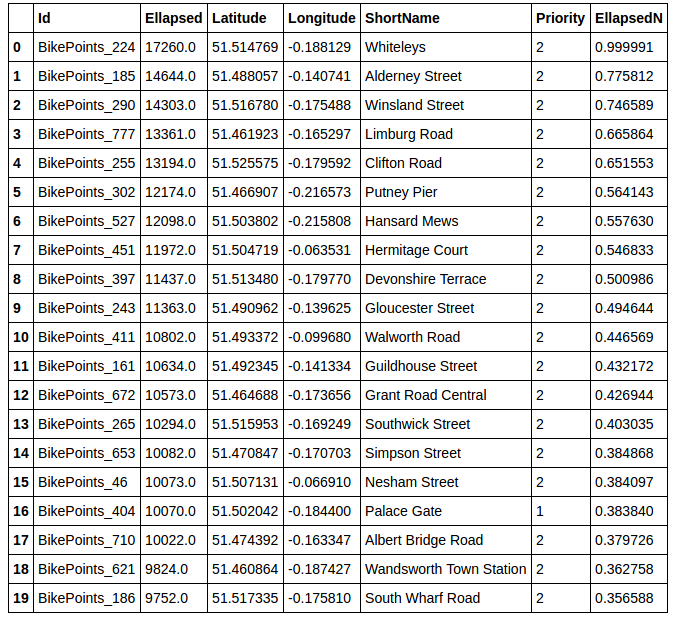 Id Ellapsed Latitude Longitude ShortName Priority EllapsedN
0 BikePoints_224 17260.0 51.514769 -0.188129 Whiteleys 2 0.999991
1 BikePoints_185 14644.0 51.488057 -0.140741 Alderney Street 2 0.775812
2 BikePoints_290 14303.0 51.516780 -0.175488 Winsland Street 2 0.746589
3 BikePoints_777 13361.0 51.461923 -0.165297 Limburg Road 2 0.665864
4 BikePoints_255 13194.0 51.525575 -0.179592 Clifton Road 2 0.651553
5 BikePoints_302 12174.0 51.466907 -0.216573 Putney Pier 2 0.564143
6 BikePoints_527 12098.0 51.503802 -0.215808 Hansard Mews 2 0.557630
7 BikePoints_451 11972.0 51.504719 -0.063531 Hermitage Court 2 0.546833
8 BikePoints_397 11437.0 51.513480 -0.179770 Devonshire Terrace 2 0.500986
9 BikePoints_243 11363.0 51.490962 -0.139625 Gloucester Street 2 0.494644
10 BikePoints_411 10802.0 51.493372 -0.099680 Walworth Road 2 0.446569
11 BikePoints_161 10634.0 51.492345 -0.141334 Guildhouse Street 2 0.432172
12 BikePoints_672 10573.0 51.464688 -0.173656 Grant Road Central 2 0.426944
13 BikePoints_265 10294.0 51.515953 -0.169249 Southwick Street 2 0.403035
14 BikePoints_653 10082.0 51.470847 -0.170703 Simpson Street 2 0.384868
15 BikePoints_46 10073.0 51.507131 -0.066910 Nesham Street 2 0.384097
16 BikePoints_404 10070.0 51.502042 -0.184400 Palace Gate 1 0.383840
17 BikePoints_710 10022.0 51.474392 -0.163347 Albert Bridge Road 2 0.379726
18 BikePoints_621 9824.0 51.460864 -0.187427 Wandsworth Town Station 2 0.362758
19 BikePoints_186 9752.0 51.517335 -0.175810 South Wharf Road 2 0.356588